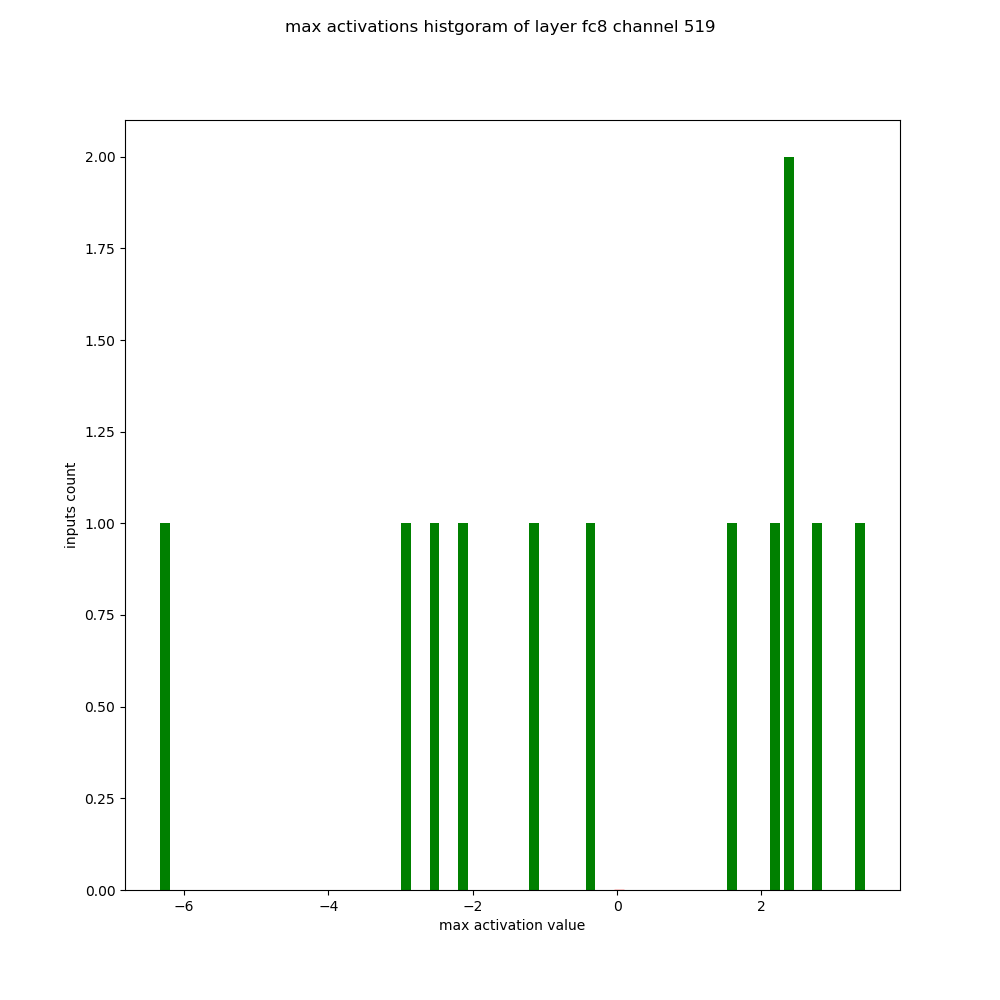 max activations histgoram of layer fc8 channel 519
inputs count
2.00
1.75
1.50
1.25
1.00
0.75
0.50
0.25
0.00
−6 −4 −2 0 2
max activation value